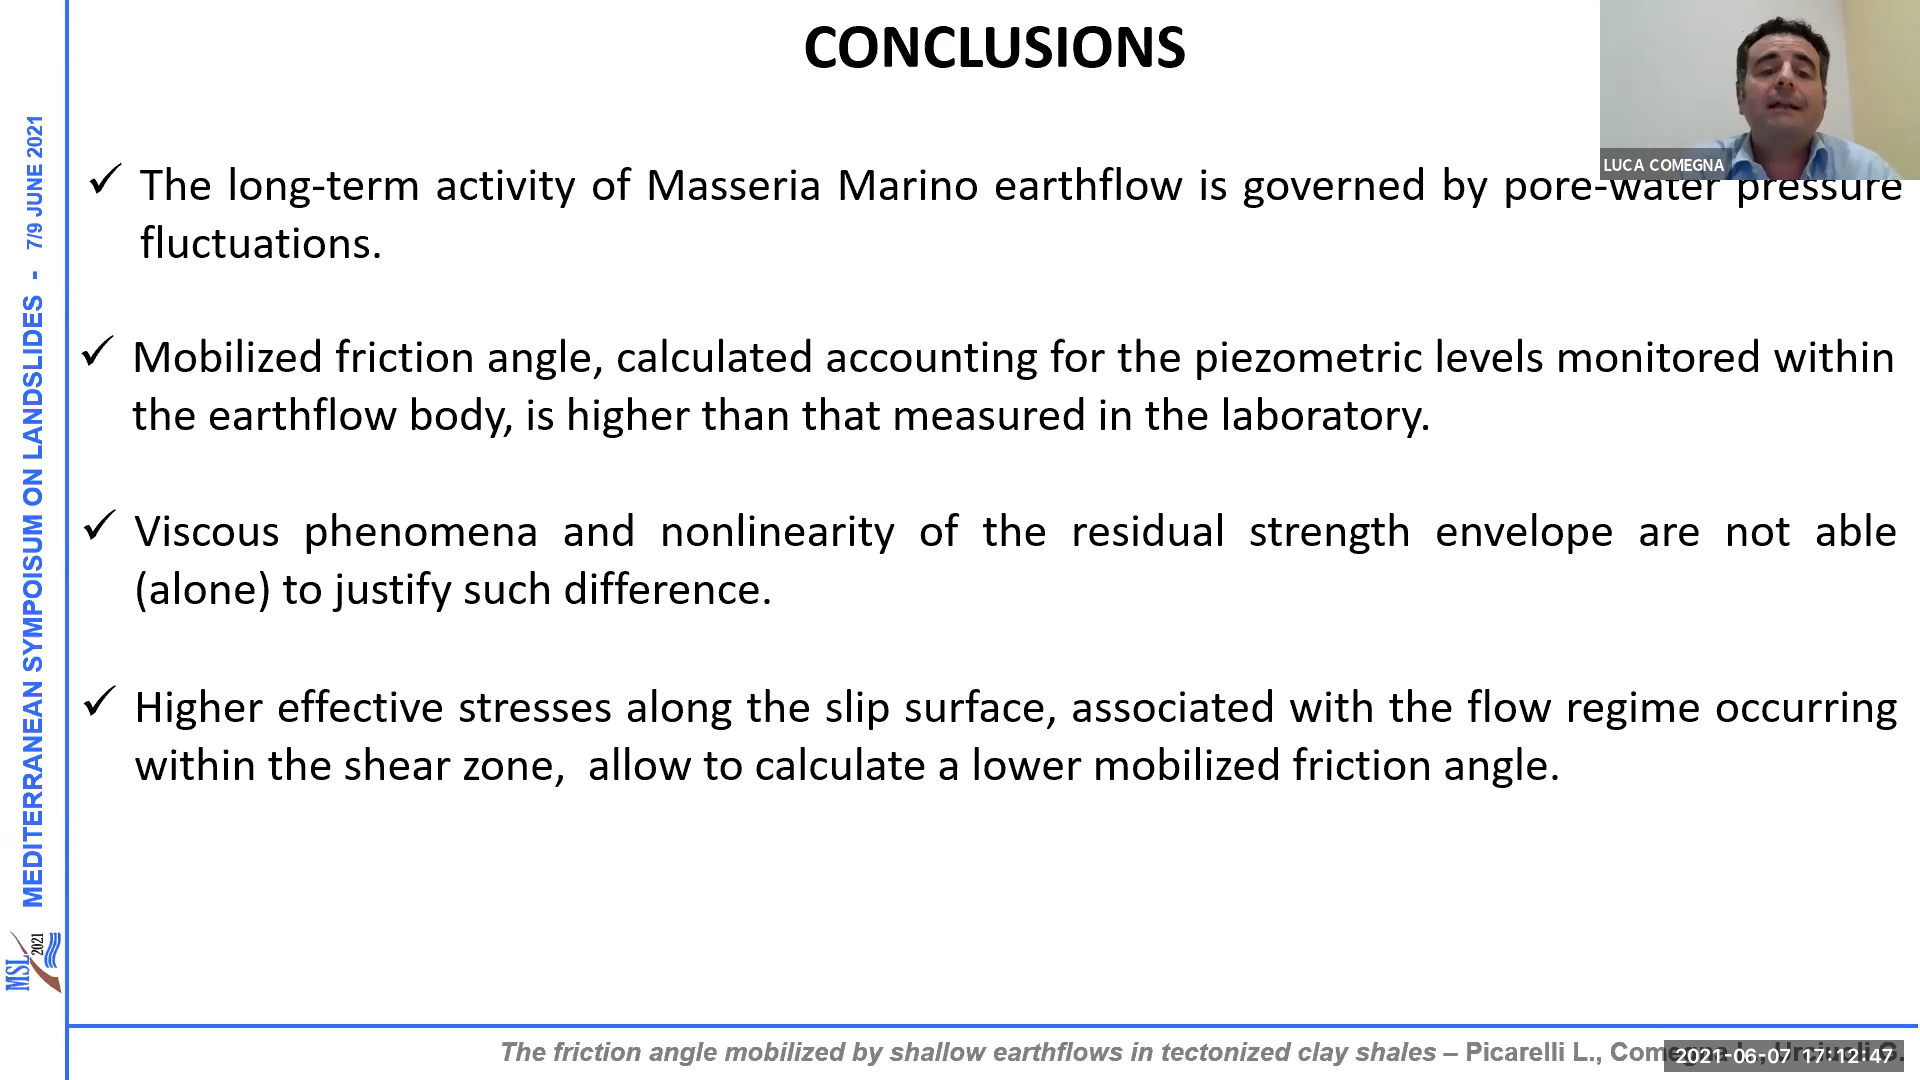 CONCLUSIONS
LUCA COMEGNA
✓ The long-term activity of Masseria Marino earthflow is governed by pore-water pressure
fluctuations.
✓ Mobilized friction angle, calculated accounting for the piezometric levels monitored within
the earthflow body, is higher than that measured in the laboratory.
✓ Viscous phenomena and nonlinearity of the residual strength envelope are not able
(alone) to justify such difference.
✓ Higher effective stresses along the slip surface, associated with the flow regime occurring
within the shear zone, allow to calculate a lower mobilized friction angle.
MEDITERRANEAN SYMPOISUM ON LANDSLIDES - 7/9 JUNE 2021
MSL 2021
The friction angle mobilized by shallow earthflows in tectonized clay shales – Picarelli L.,
2021-06-07 17:12:47